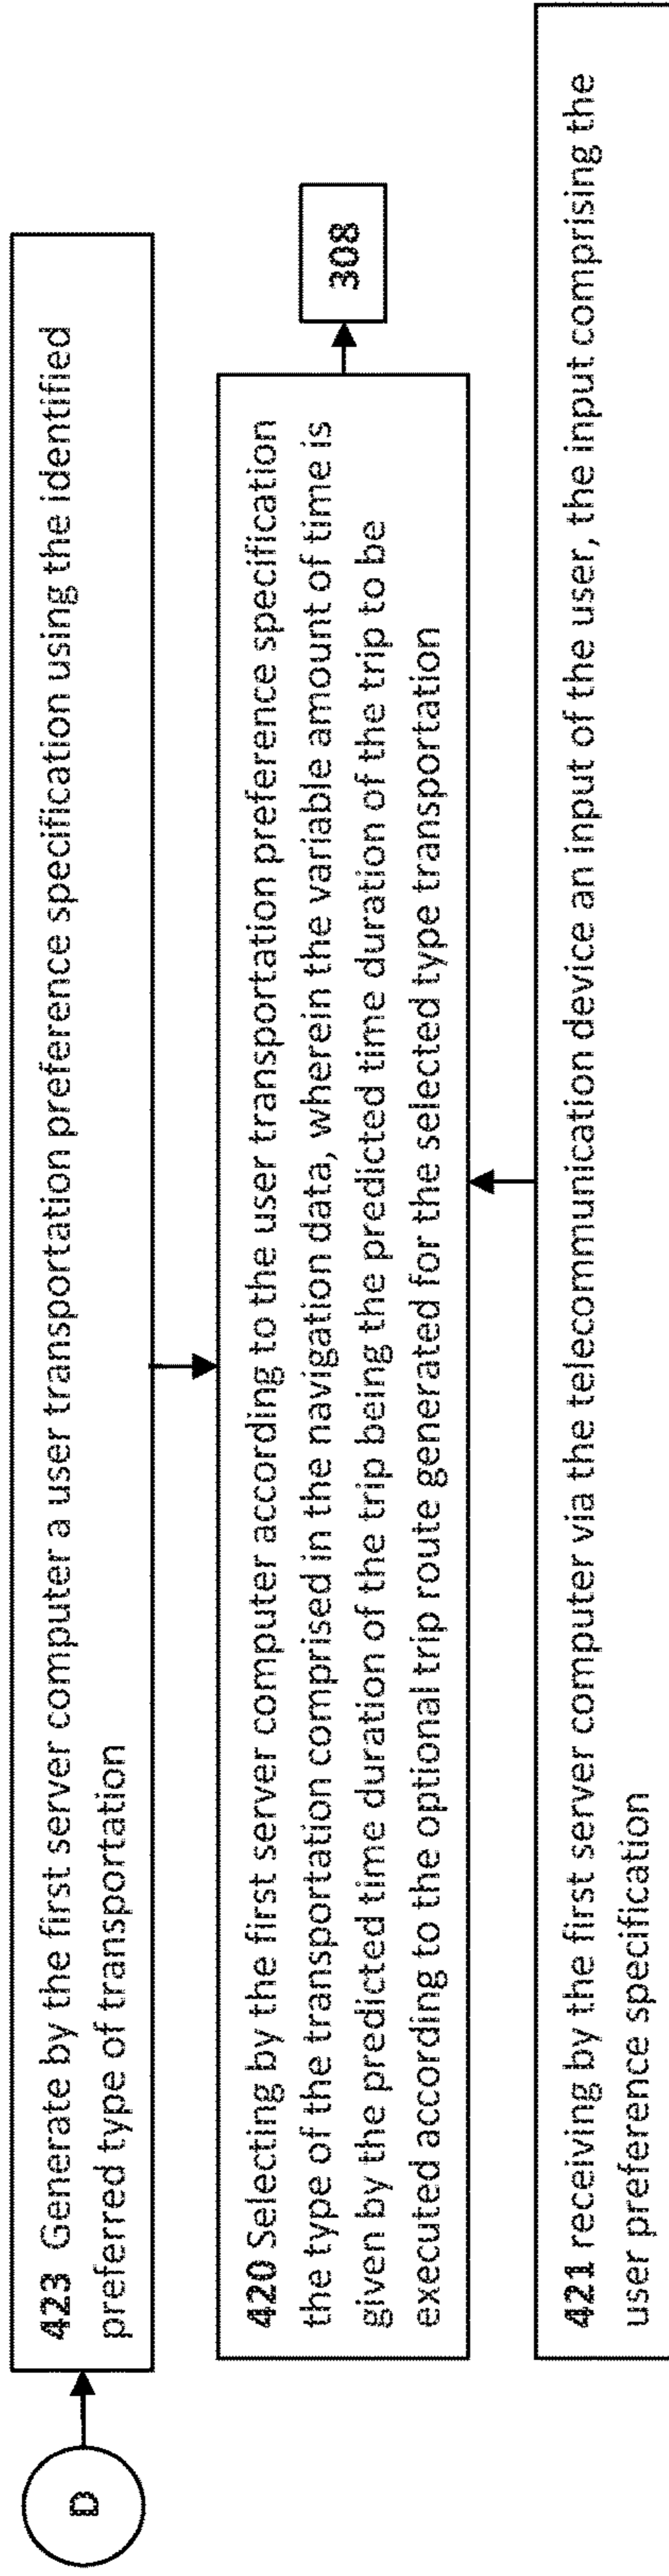 D
423 Generate by the first server computer a user transportation preference specification using the identified
preferred type of transportation
420 Selecting by the first server computer according to the user transportation preference specification
the type of the transportation comprised in the navigation data, wherein the variable amount of time is
given by the predicted time duration of the trip being the predicted time duration of the trip to be
executed according to the optional trip route generated for the selected type transportation
308
421 receiving by the first server computer via the telecommunication device an input of the user, the input comprising the
user preference specification